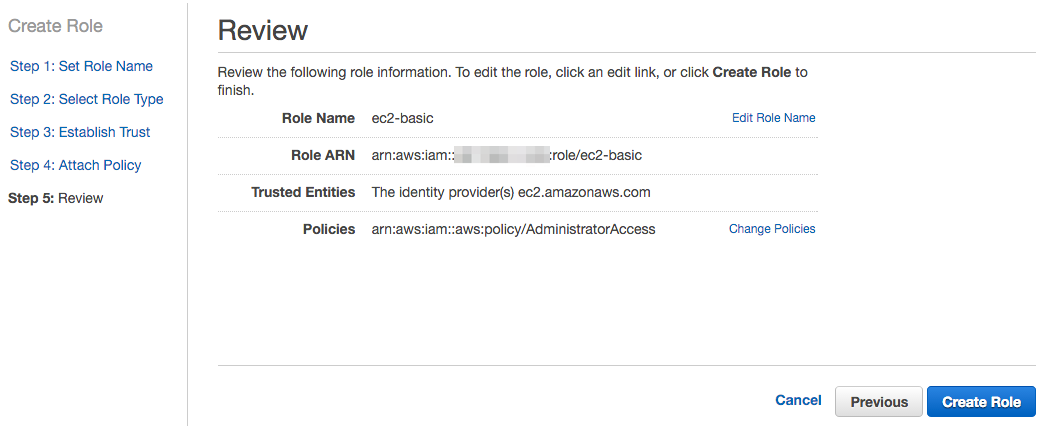 Create Role
Step 1: Set Role Name
Step 2: Select Role Type
Step 3: Establish Trust
Step 4: Attach Policy
Step 5: Review
Review
Review the following role information. To edit the role, click an edit link, or click Create Role to
finish.
Role Name ec2-basic Edit Role Name
Role ARN arn:aws:iam:: :role/ec2-basic
Trusted Entities The identity provider(s) ec2.amazonaws.com
Policies arn:aws:iam::aws:policy/AdministratorAccess Change Policies
Cancel Previous Create Role